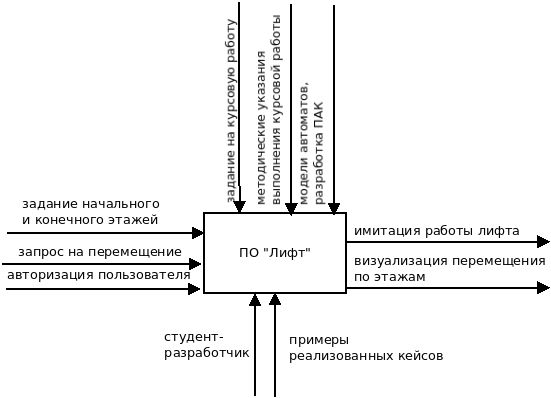 задание на курсовую работу
методические указания
выполнения курсовой работы
модели автоматов,
разработка ПАК
задание начального
и конечного этажей
запрос на перемещение
авторизация пользователя
ПО "Лифт"
имитация работы лифта
визуализация перемещения
по этажам
студент-
разработчик
примеры
реализованных кейсов